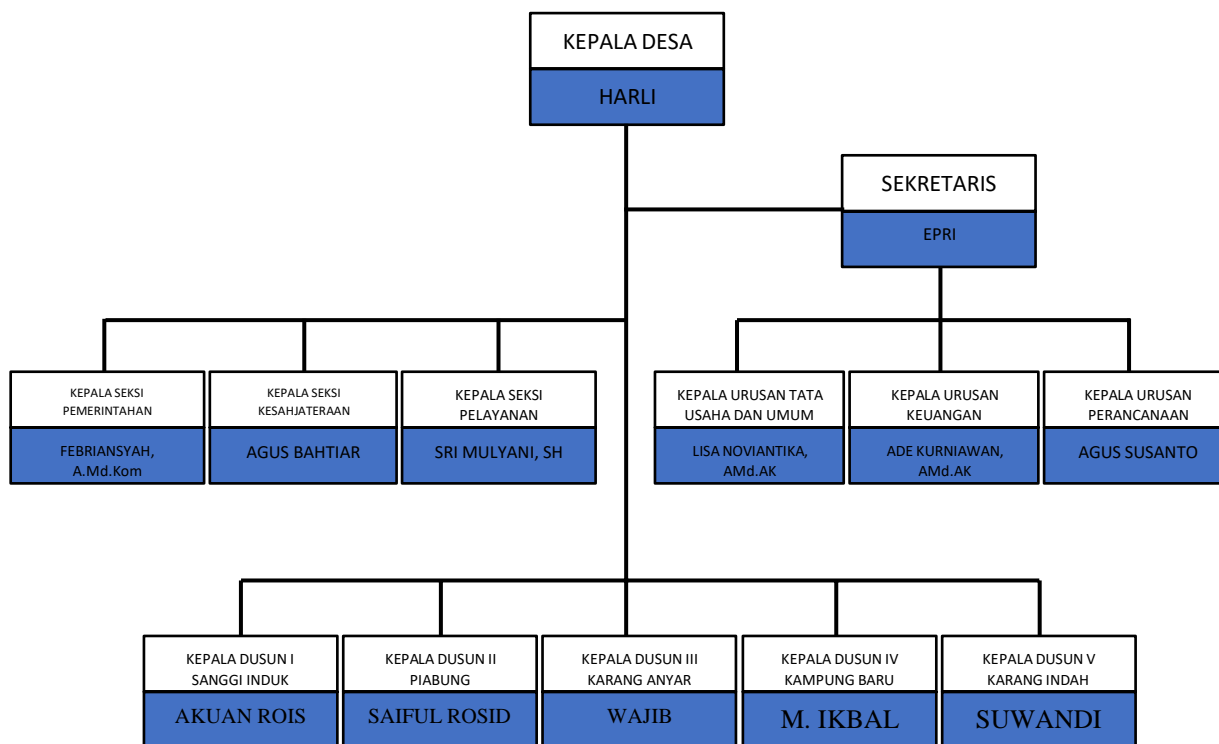 KEPALA DESA
HARLI
SEKRETARIS
EPRI
KEPALA SEKSI
PEMERINTAHAN
FEBRIANSYAH,
A.Md.Kom
KEPALA SEKSI
KESAHJATERAAN
AGUS BAHTIAR
KEPALA SEKSI
PELAYANAN
SRI MULYANI, SH
KEPALA URUSAN TATA
USAHA DAN UMUM
LISA NOVIANTIKA,
AMd.AK
KEPALA URUSAN
KEUANGAN
ADE KURNIAWAN,
AMd.AK
KEPALA URUSAN
PERANCANAAN
AGUS SUSANTO
KEPALA DUSUN I
SANGGI INDUK
AKUAN ROIS
KEPALA DUSUN II
PIABUNG
SAIFUL ROSID
KEPALA DUSUN III
KARANG ANYAR
WAJIB
KEPALA DUSUN IV
KAMPUNG BARU
M. IKBAL
KEPALA DUSUN V
KARANG INDAH
SUWANDI